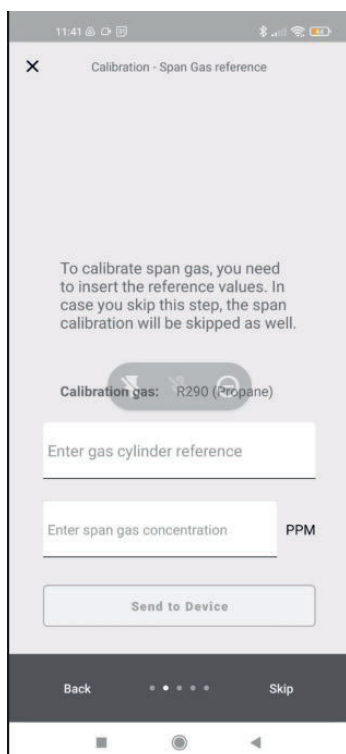 11:41
Calibration - Span Gas reference
To calibrate span gas, you need
to insert the reference values. In
case you skip this step, the span
calibration will be skipped as well.
Calibration gas: R290 (Propane)
Enter gas cylinder reference
Enter span gas concentration PPM
Send to Device
Back Skip